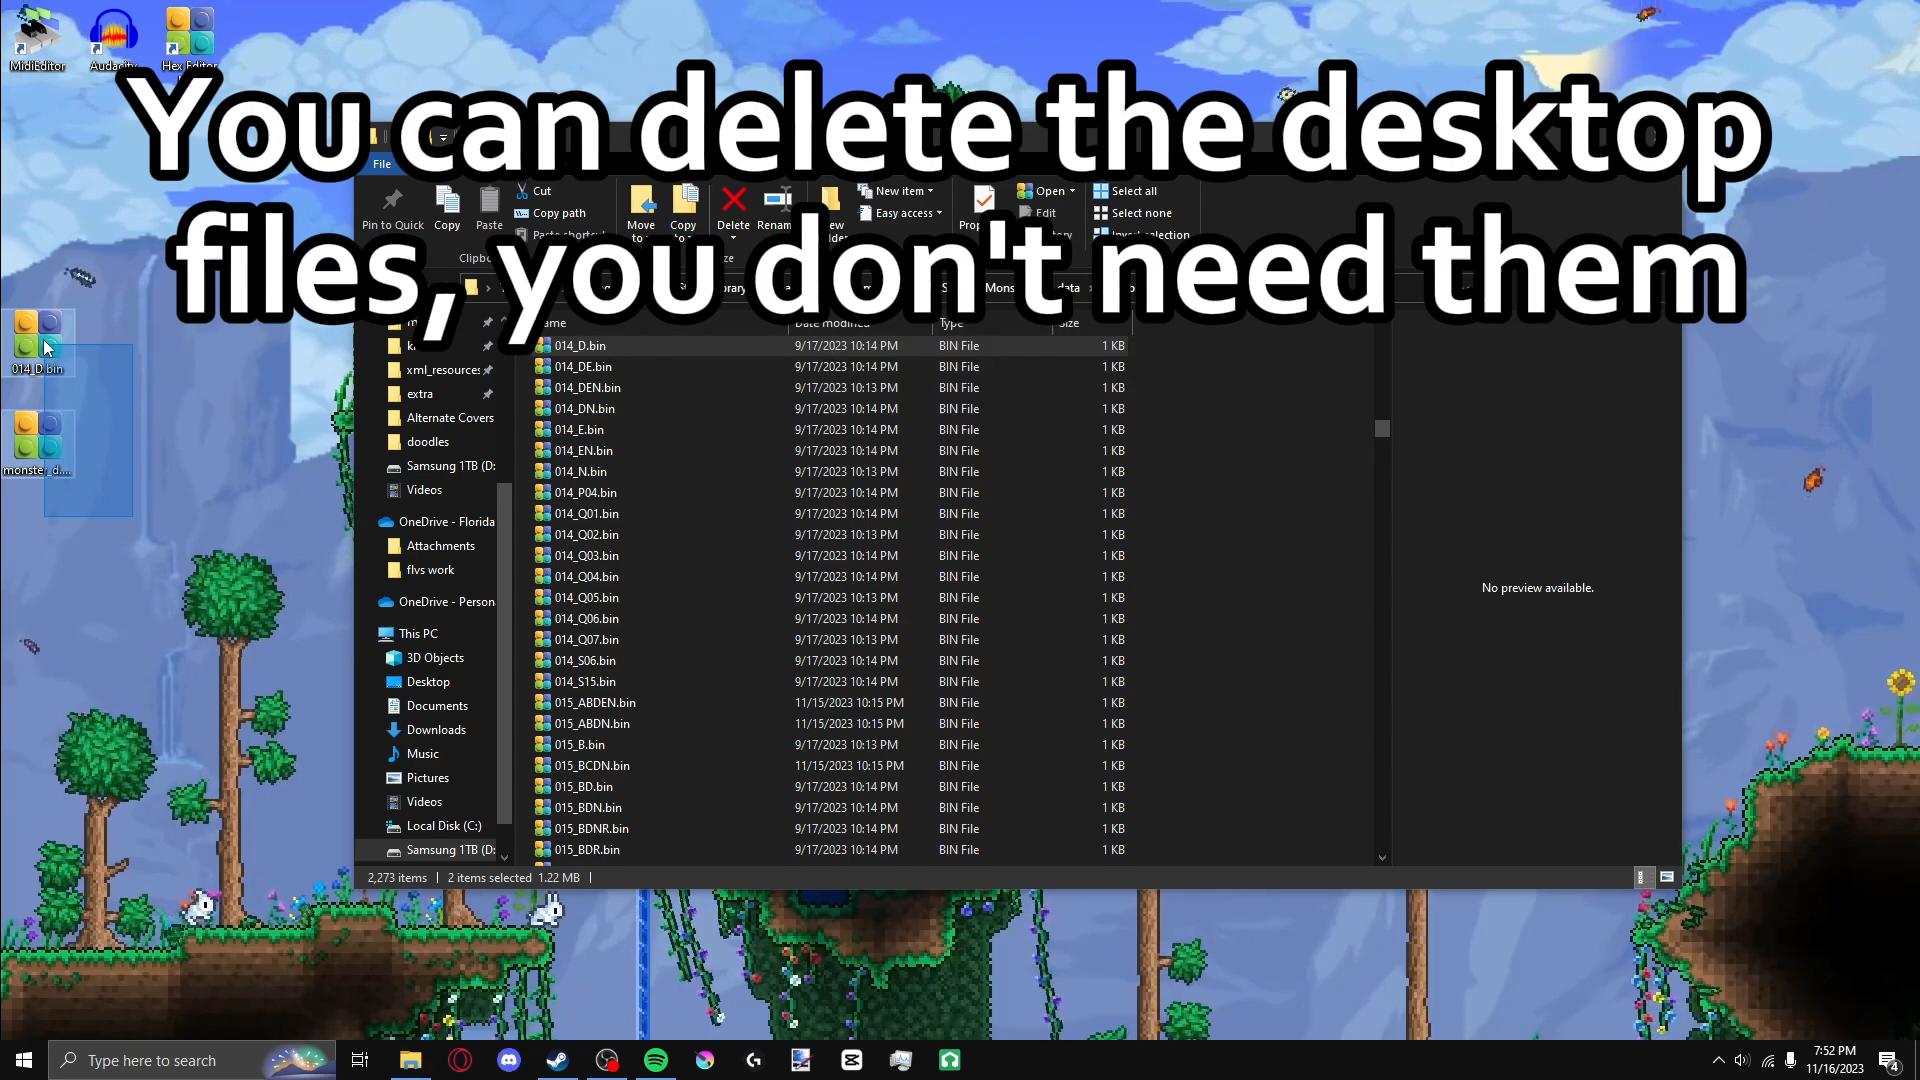 You can delete the desktop
files, you don't need them
MidiEditor
Audacity
Hex Editor
014_D.bin
monster_d....
File
Pin to Quick
Copy
Paste
Cut
Copy path
Paste shortcut
Move
to
Copy
to
Delete
Renam
New item
Easy access
Prop
Open
Edit
Select all
Select none
Invert selection
data
Date modified
Type
Size
xml_resources
extra
Alternate Covers
doodles
Samsung 1TB (D:
Videos
OneDrive - Florida
Attachments
flvs work
OneDrive - Person
This PC
3D Objects
Desktop
Documents
Downloads
Music
Pictures
Videos
Local Disk (C:)
Samsung 1TB (D:
014_D.bin 9/17/2023 10:14 PM BIN File 1 KB
014_DE.bin 9/17/2023 10:14 PM BIN File 1 KB
014_DEN.bin 9/17/2023 10:13 PM BIN File 1 KB
014_DN.bin 9/17/2023 10:14 PM BIN File 1 KB
014_E.bin 9/17/2023 10:14 PM BIN File 1 KB
014_EN.bin 9/17/2023 10:14 PM BIN File 1 KB
014_N.bin 9/17/2023 10:13 PM BIN File 1 KB
014_P04.bin 9/17/2023 10:14 PM BIN File 1 KB
014_Q01.bin 9/17/2023 10:14 PM BIN File 1 KB
014_Q02.bin 9/17/2023 10:13 PM BIN File 1 KB
014_Q03.bin 9/17/2023 10:14 PM BIN File 1 KB
014_Q04.bin 9/17/2023 10:14 PM BIN File 1 KB
014_Q05.bin 9/17/2023 10:13 PM BIN File 1 KB
014_Q06.bin 9/17/2023 10:14 PM BIN File 1 KB
014_Q07.bin 9/17/2023 10:13 PM BIN File 1 KB
014_S06.bin 9/17/2023 10:14 PM BIN File 1 KB
014_S15.bin 9/17/2023 10:14 PM BIN File 1 KB
015_ABDEN.bin 11/15/2023 10:15 PM BIN File 1 KB
015_ABDN.bin 11/15/2023 10:15 PM BIN File 1 KB
015_B.bin 9/17/2023 10:13 PM BIN File 1 KB
015_BCDN.bin 11/15/2023 10:15 PM BIN File 1 KB
015_BD.bin 9/17/2023 10:14 PM BIN File 1 KB
015_BDN.bin 9/17/2023 10:14 PM BIN File 1 KB
015_BDNR.bin 9/17/2023 10:14 PM BIN File 1 KB
015_BDR.bin 9/17/2023 10:14 PM BIN File 1 KB
No preview available.
2,273 items
2 items selected 1.22 MB
Type here to search
7:52 PM
11/16/2023
4